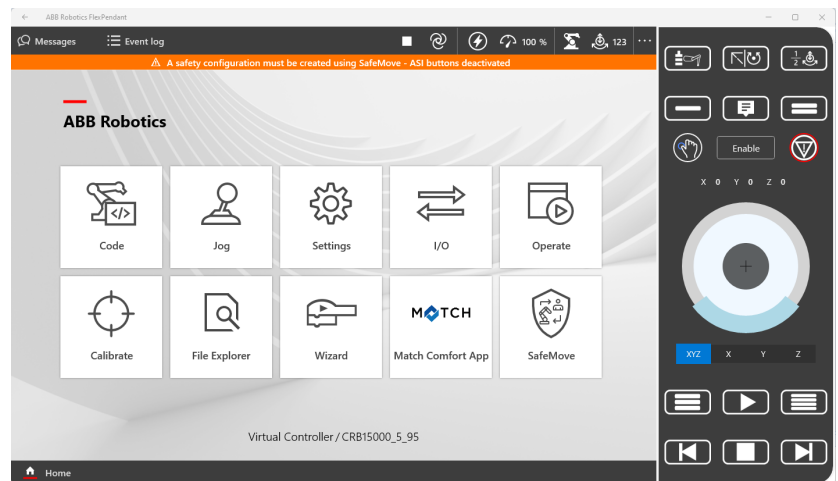 ABB Robotics FlexPendant
Messages Event log 100 % 123 ...
A safety configuration must be created using SafeMove - ASI buttons deactivated
ABB Robotics
Code Jog Settings I/O Operate
MATCH
Calibrate File Explorer Wizard Match Comfort App SafeMove
Virtual Controller / CRB15000_5_95
Home
1
2
Enable
X 0 Y 0 Z 0
XYZ X Y Z